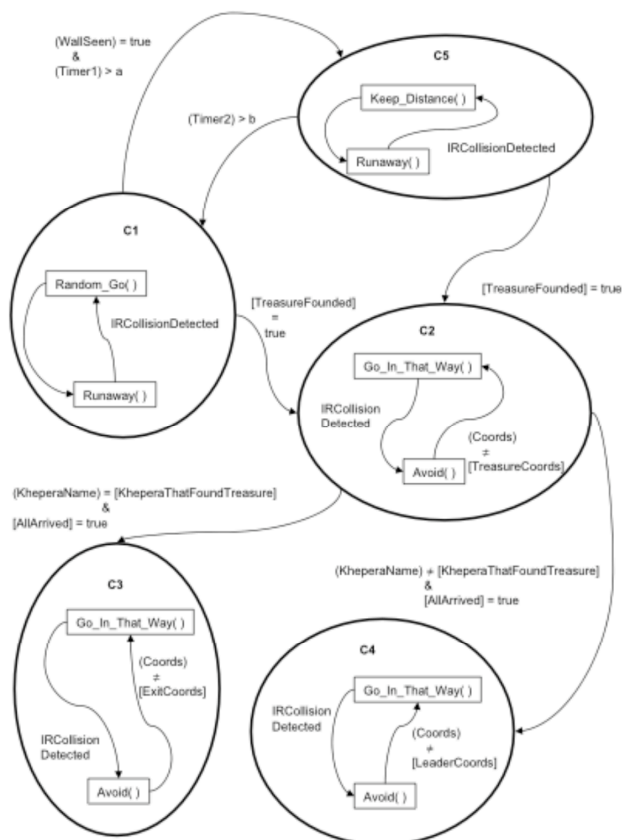 (WallSeen) = true
&
(Timer1) > a
C5
Keep_Distance( )
(Timer2) > b
IRCollisionDetected
Runaway( )
C1
Random_Go( )
IRCollisionDetected
Runaway( )
[TreasureFounded]
=
true
[TreasureFounded] = true
C2
Go_In_That_Way( )
IRCollision
Detected
(Coords)
≠
[TreasureCoords]
Avoid( )
(KheperaName) = [KheperaThatFoundTreasure]
&
[AllArrived] = true
(KheperaName) ≠ [KheperaThatFoundTreasure]
&
[AllArrived] = true
C3
Go_In_That_Way( )
(Coords)
≠
[ExitCoords]
IRCollision
Detected
Avoid( )
C4
Go_In_That_Way( )
IRCollision
Detected
(Coords)
≠
[LeaderCoords]
Avoid( )